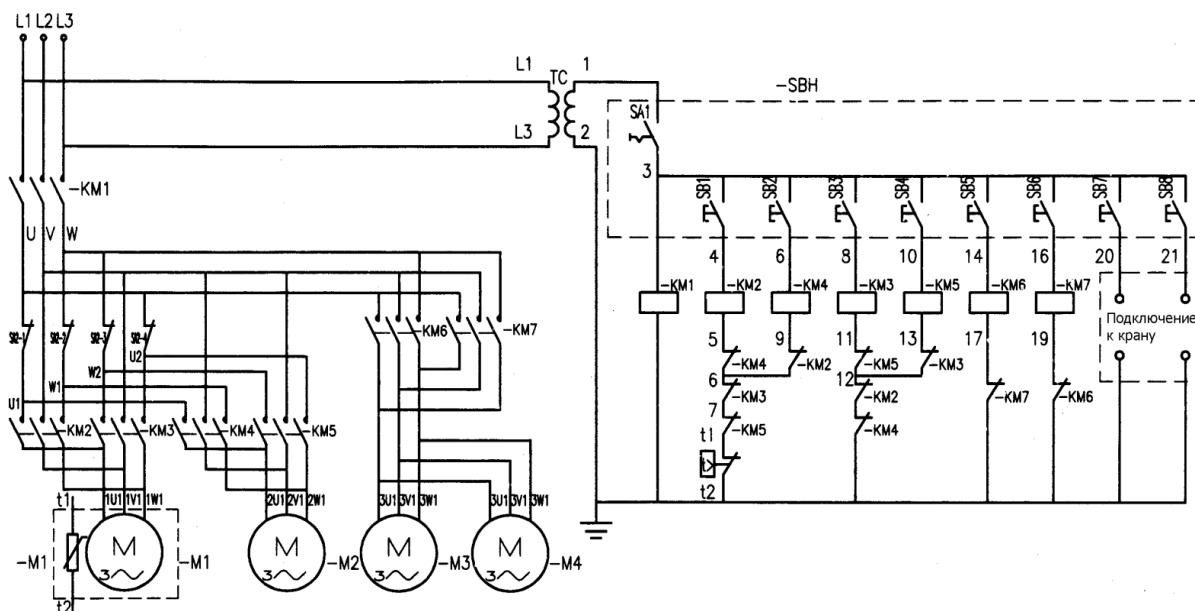 L1 L2 L3
L1 TC 1
L3 2
-SBH
SA1
3
SB1 SB2 SB3 SB4 SB5 SB6 SB7 SB8
-KM1
U V W
4 6 8 10 14 16 20 21
-KM1 -KM2 -KM4 -KM3 -KM5 -KM6 -KM7
Подключение
к крану
-KM6 -KM7
U2
W2
W1
U1
5 9 11 13 17 19
-KM4 -KM2 -KM5 -KM3
6 12
-KM3 -KM2 -KM7 -KM6
7
-KM5 -KM4
t1
t>
t2
-KM2 -KM3 -KM4 -KM5
t1 1U1 1V1 1W1 2U1 2V1 2W1 3U1 3V1 3W1 3U1 3V1 3W1
M M M M
3 3 3 3
-M1 -M1 -M2 -M3 -M4
t2